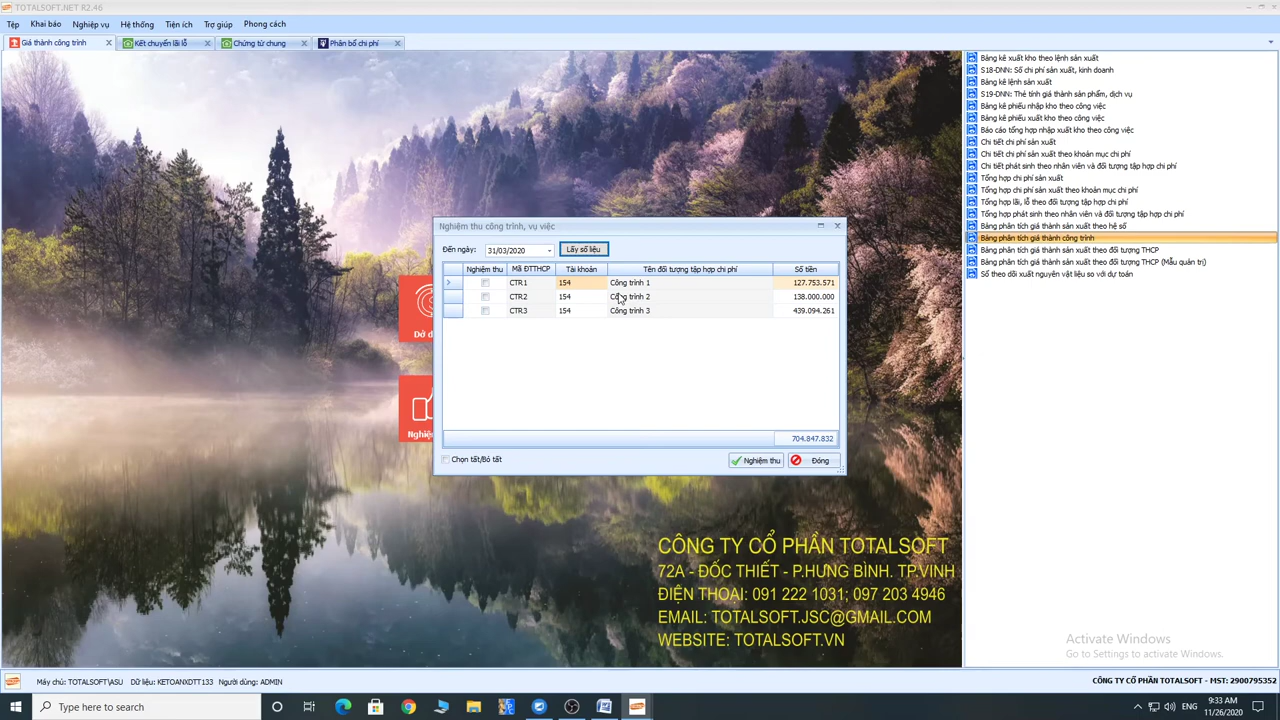 TOTALSOFT.NET R2.46
Tệp Khai báo Nghiệp vụ Hệ thống Tiện ích Trợ giúp Phong cách
Giá thành công trình Kết chuyển lãi lỗ Chứng từ chung Phân bổ chi phí
Bảng kê xuất kho theo lệnh sản xuất
S18-DNN: Sổ chi phí sản xuất, kinh doanh
Bảng kê lệnh sản xuất
S19-DNN: Thẻ tính giá thành sản phẩm, dịch vụ
Bảng kê phiếu nhập kho theo công việc
Bảng kê phiếu xuất kho theo công việc
Báo cáo tổng hợp nhập xuất kho theo công việc
Chi tiết chi phí sản xuất
Chi tiết chi phí sản xuất theo khoản mục chi phí
Chi tiết phát sinh theo nhân viên và đối tượng tập hợp chi phí
Tổng hợp chi phí sản xuất
Tổng hợp chi phí sản xuất theo khoản mục chi phí
Tổng hợp lãi, lỗ theo đối tượng tập hợp chi phí
Tổng hợp phát sinh theo nhân viên và đối tượng tập hợp chi phí
Bảng phân tích giá thành sản xuất theo hệ số
Bảng phân tích giá thành công trình
Bảng phân tích giá thành sản xuất theo đối tượng THCP
Bảng phân tích giá thành sản xuất theo đối tượng THCP (Mẫu quản trị)
Sổ theo dõi xuất nguyên vật liệu so với dự toán
Nghiệm thu công trình, vụ việc
Đến ngày: 31/03/2020 Lấy số liệu
Nghiệm thu Mã ĐTTHCP Tài khoản Tên đối tượng tập hợp chi phí Số tiền
CTR1 154 Công trình 1 127.753.571
CTR2 154 Công trình 2 138.000.000
CTR3 154 Công trình 3 439.094.261
704.847.832
Chọn tất/Bỏ tất Nghiệm thu Đóng
Dở d
Nghiệm
CÔNG TY CỔ PHẦN TOTALSOFT
72A - ĐỐC THIẾT - P.HƯNG BÌNH. TP.VINH
ĐIỆN THOẠI: 091 222 1031; 097 203 4946
EMAIL: TOTALSOFT.JSC@GMAIL.COM
WEBSITE: TOTALSOFT.VN
Activate Windows
Go to Settings to activate Windows.
Máy chủ: TOTALSOFT\ASU Dữ liệu: KETOANXDTT133 Người dùng: ADMIN CÔNG TY CỔ PHẦN TOTALSOFT - MST: 2900795352
Type here to search
ENG
9:33 AM
11/26/2020